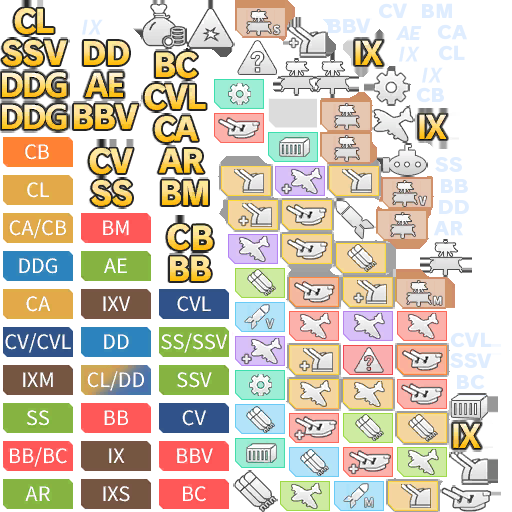 CL
SSV
DDG
DDG
IX
DD
AE
BBV
CV
SS
BC
CVL
CA
AR
BM
CB
BB
S
BBV
CV
BM
AE
CA
IX
CL
IX
CB
IX
IX
SS
BB
DD
AR
V
M
CB
CL
CA/CB
BM
DDG
AE
CA
IXV
CVL
CV/CVL
DD
SS/SSV
IXM
CL/DD
SSV
SS
BB
CV
BB/BC
IX
BBV
AR
IXS
BC
V
?
?
M
CVL
SSV
BC
IX